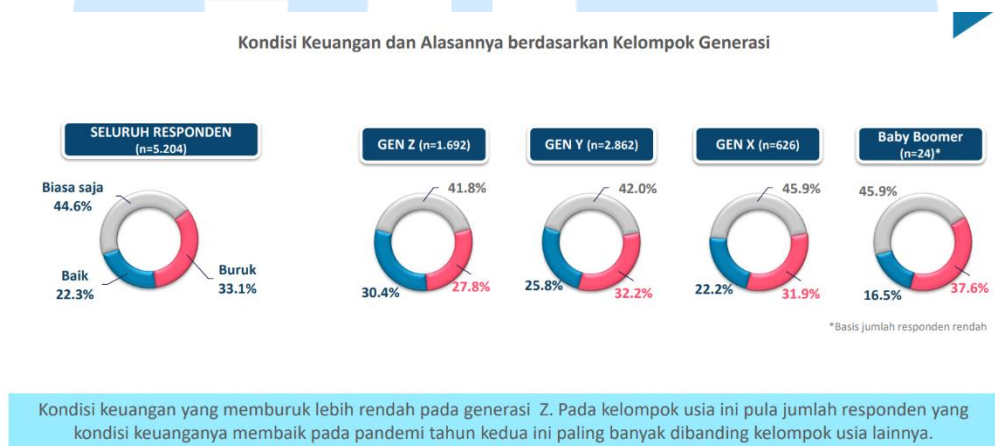 Kondisi Keuangan dan Alasannya berdasarkan Kelompok Generasi
SELURUH RESPONDEN
(n=5.204)
Biasa saja
44.6%
Baik
22.3%
Buruk
33.1%
GEN Z (n=1.692)
41.8%
30.4%
27.8%
GEN Y (n=2.862)
42.0%
25.8%
32.2%
GEN X (n=626)
45.9%
22.2%
31.9%
Baby Boomer
(n=24)*
45.9%
16.5%
37.6%
*Basis jumlah responden rendah
Kondisi keuangan yang memburuk lebih rendah pada generasi Z. Pada kelompok usia ini pula jumlah responden yang
kondisi keuanganya membaik pada pandemi tahun kedua ini paling banyak dibanding kelompok usia lainnya.